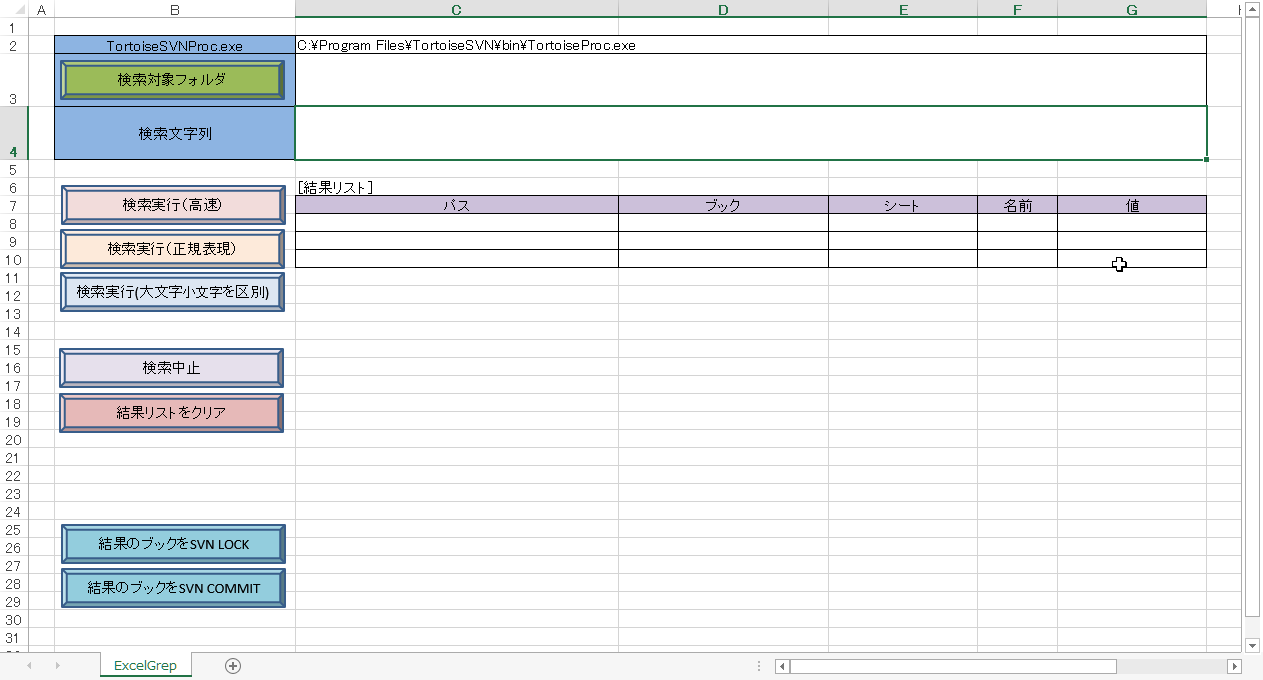 A B C D E F G
1
2 TortoiseSVNProc.exe C:¥Program Files¥TortoiseSVN¥bin¥TortoiseProc.exe
検索対象フォルダ
3
検索文字列
4
5
6 [結果リスト]
検索実行(高速)
7 パス ブック シート 名前 値
8
9
検索実行(正規表現)
10
11
12 検索実行(大文字小文字を区別)
13
14
15
16 検索中止
17
18
結果リストをクリア
19
20
21
22
23
24
25
26 結果のブックをSVN LOCK
27
28 結果のブックをSVN COMMIT
29
30
31
ExcelGrep